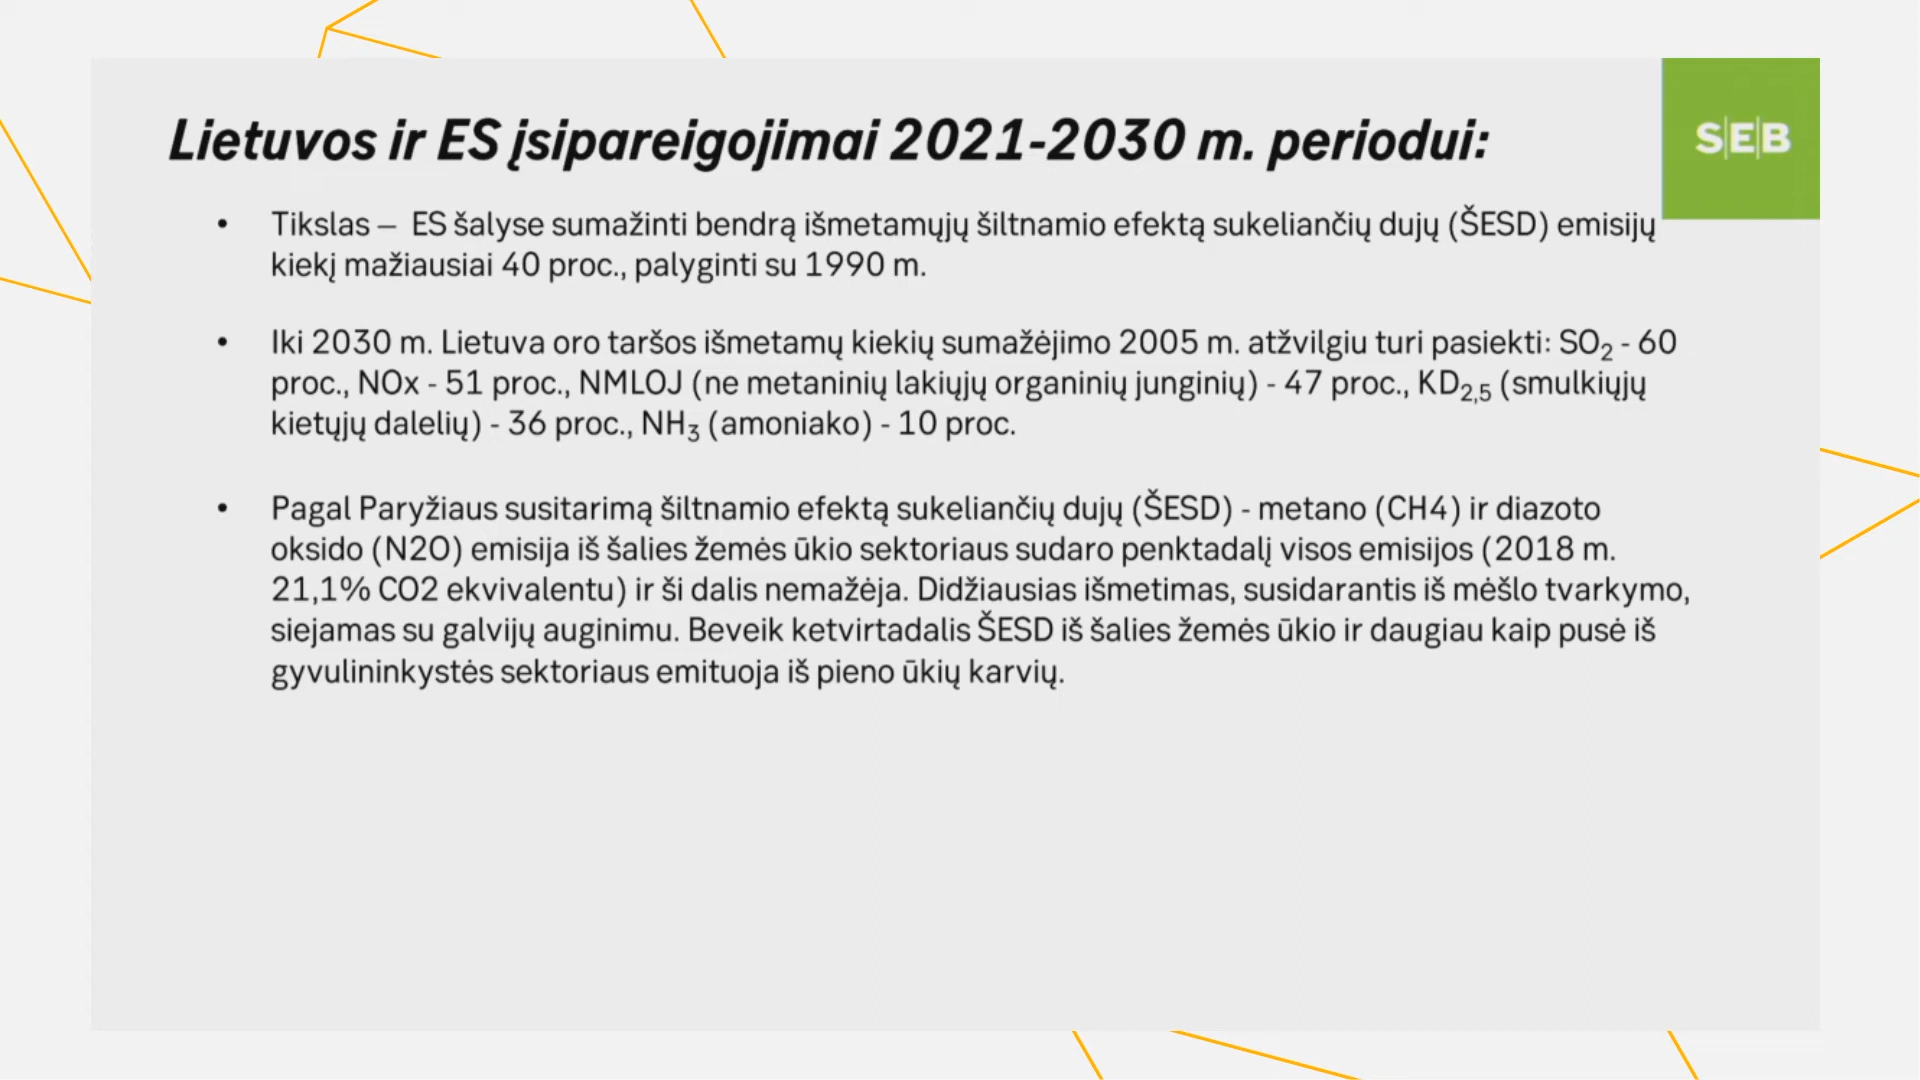 Lietuvos ir ES įsipareigojimai 2021-2030 m. periodui:
S|E|B
• Tikslas – ES šalyse sumažinti bendrą išmetamųjų šiltnamio efektą sukeliančių dujų (ŠESD) emisijų
kiekį mažiausiai 40 proc., palyginti su 1990 m.
• Iki 2030 m. Lietuva oro taršos išmetamų kiekių sumažėjimo 2005 m. atžvilgiu turi pasiekti: SO₂ - 60
proc., NOx - 51 proc., NMLOJ (ne metaninių lakiųjų organinių junginių) - 47 proc., KD₂,₅ (smulkiųjų
kietųjų dalelių) - 36 proc., NH₃ (amoniako) - 10 proc.
• Pagal Paryžiaus susitarimą šiltnamio efektą sukeliančių dujų (ŠESD) - metano (CH4) ir diazoto
oksido (N2O) emisija iš šalies žemės ūkio sektoriaus sudaro penktadalį visos emisijos (2018 m.
21,1% CO2 ekvivalentu) ir ši dalis nemažėja. Didžiausias išmetimas, susidarantis iš mėšlo tvarkymo,
siejamas su galvijų auginimu. Beveik ketvirtadalis ŠESD iš šalies žemės ūkio ir daugiau kaip pusė iš
gyvulininkystės sektoriaus emituoja iš pieno ūkių karvių.